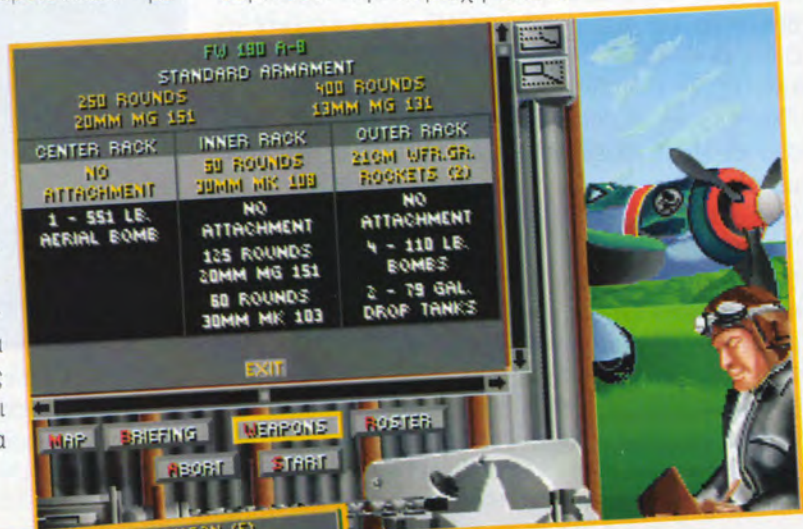 FW 190 A-8
STANDARD ARMAMENT
250 ROUNDS
20MM MG 151
400 ROUNDS
13MM MG 131
CENTER RACK
NO
ATTACHMENT
1 - 551 LB.
AERIAL BOMB
INNER RACK
60 ROUNDS
30MM MK 108
NO
ATTACHMENT
125 ROUNDS
20MM MG 151
60 ROUNDS
30MM MK 103
OUTER RACK
21CM WFR.GR.
ROCKETS (2)
NO
ATTACHMENT
4 - 110 LB.
BOMBS
2 - 79 GAL.
DROP TANKS
EXIT
MAP BRIEFING WEAPONS ROSTER
ABORT START